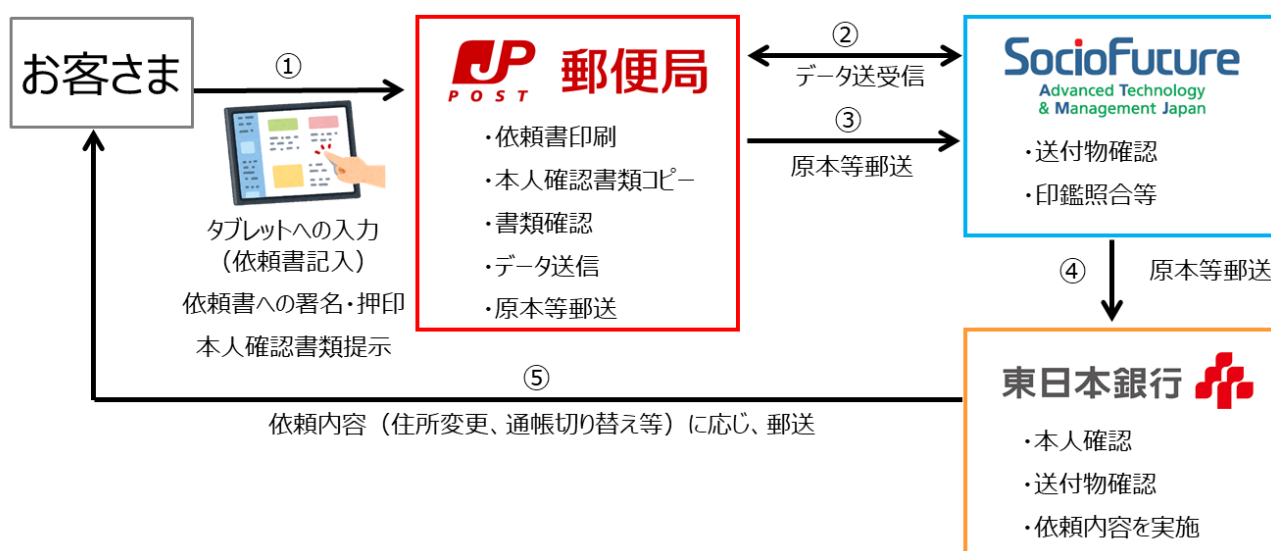 お客さま
①
タブレットへの入力
（依頼書記入）
依頼書への署名・押印
本人確認書類提示
JP
POST
郵便局
・依頼書印刷
・本人確認書類コピー
・書類確認
・データ送信
・原本等郵送
②
データ送受信
③
原本等郵送
SocioFuture
Advanced Technology
& Management Japan
・送付物確認
・印鑑照合等
④
原本等郵送
東日本銀行
・本人確認
・送付物確認
・依頼内容を実施
⑤
依頼内容（住所変更、通帳切り替え等）に応じ、郵送